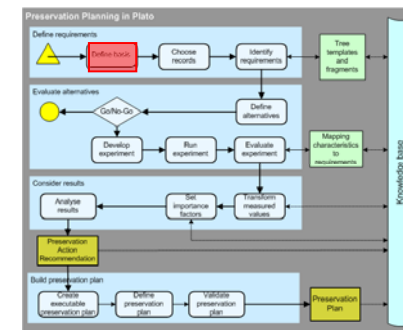 Preservation Planning in Plato
Define requirements
Define basis
Choose
records
Identify
requirements
Tree
templates
and
fragments
Evaluate alternatives
Go/No-Go
Define
alternatives
Develop
experiment
Run
experiment
Evaluate
experiment
Mapping
characteristics
to
requirements
Knowledge base
Consider results
Analyse
results
Set
importance
factors
Transform
measured
values
Preservation
Action
Recommendation
Build preservation plan
Create
executable
preservation plan
Define
preservation
plan
Validate
preservation
plan
Preservation
Plan